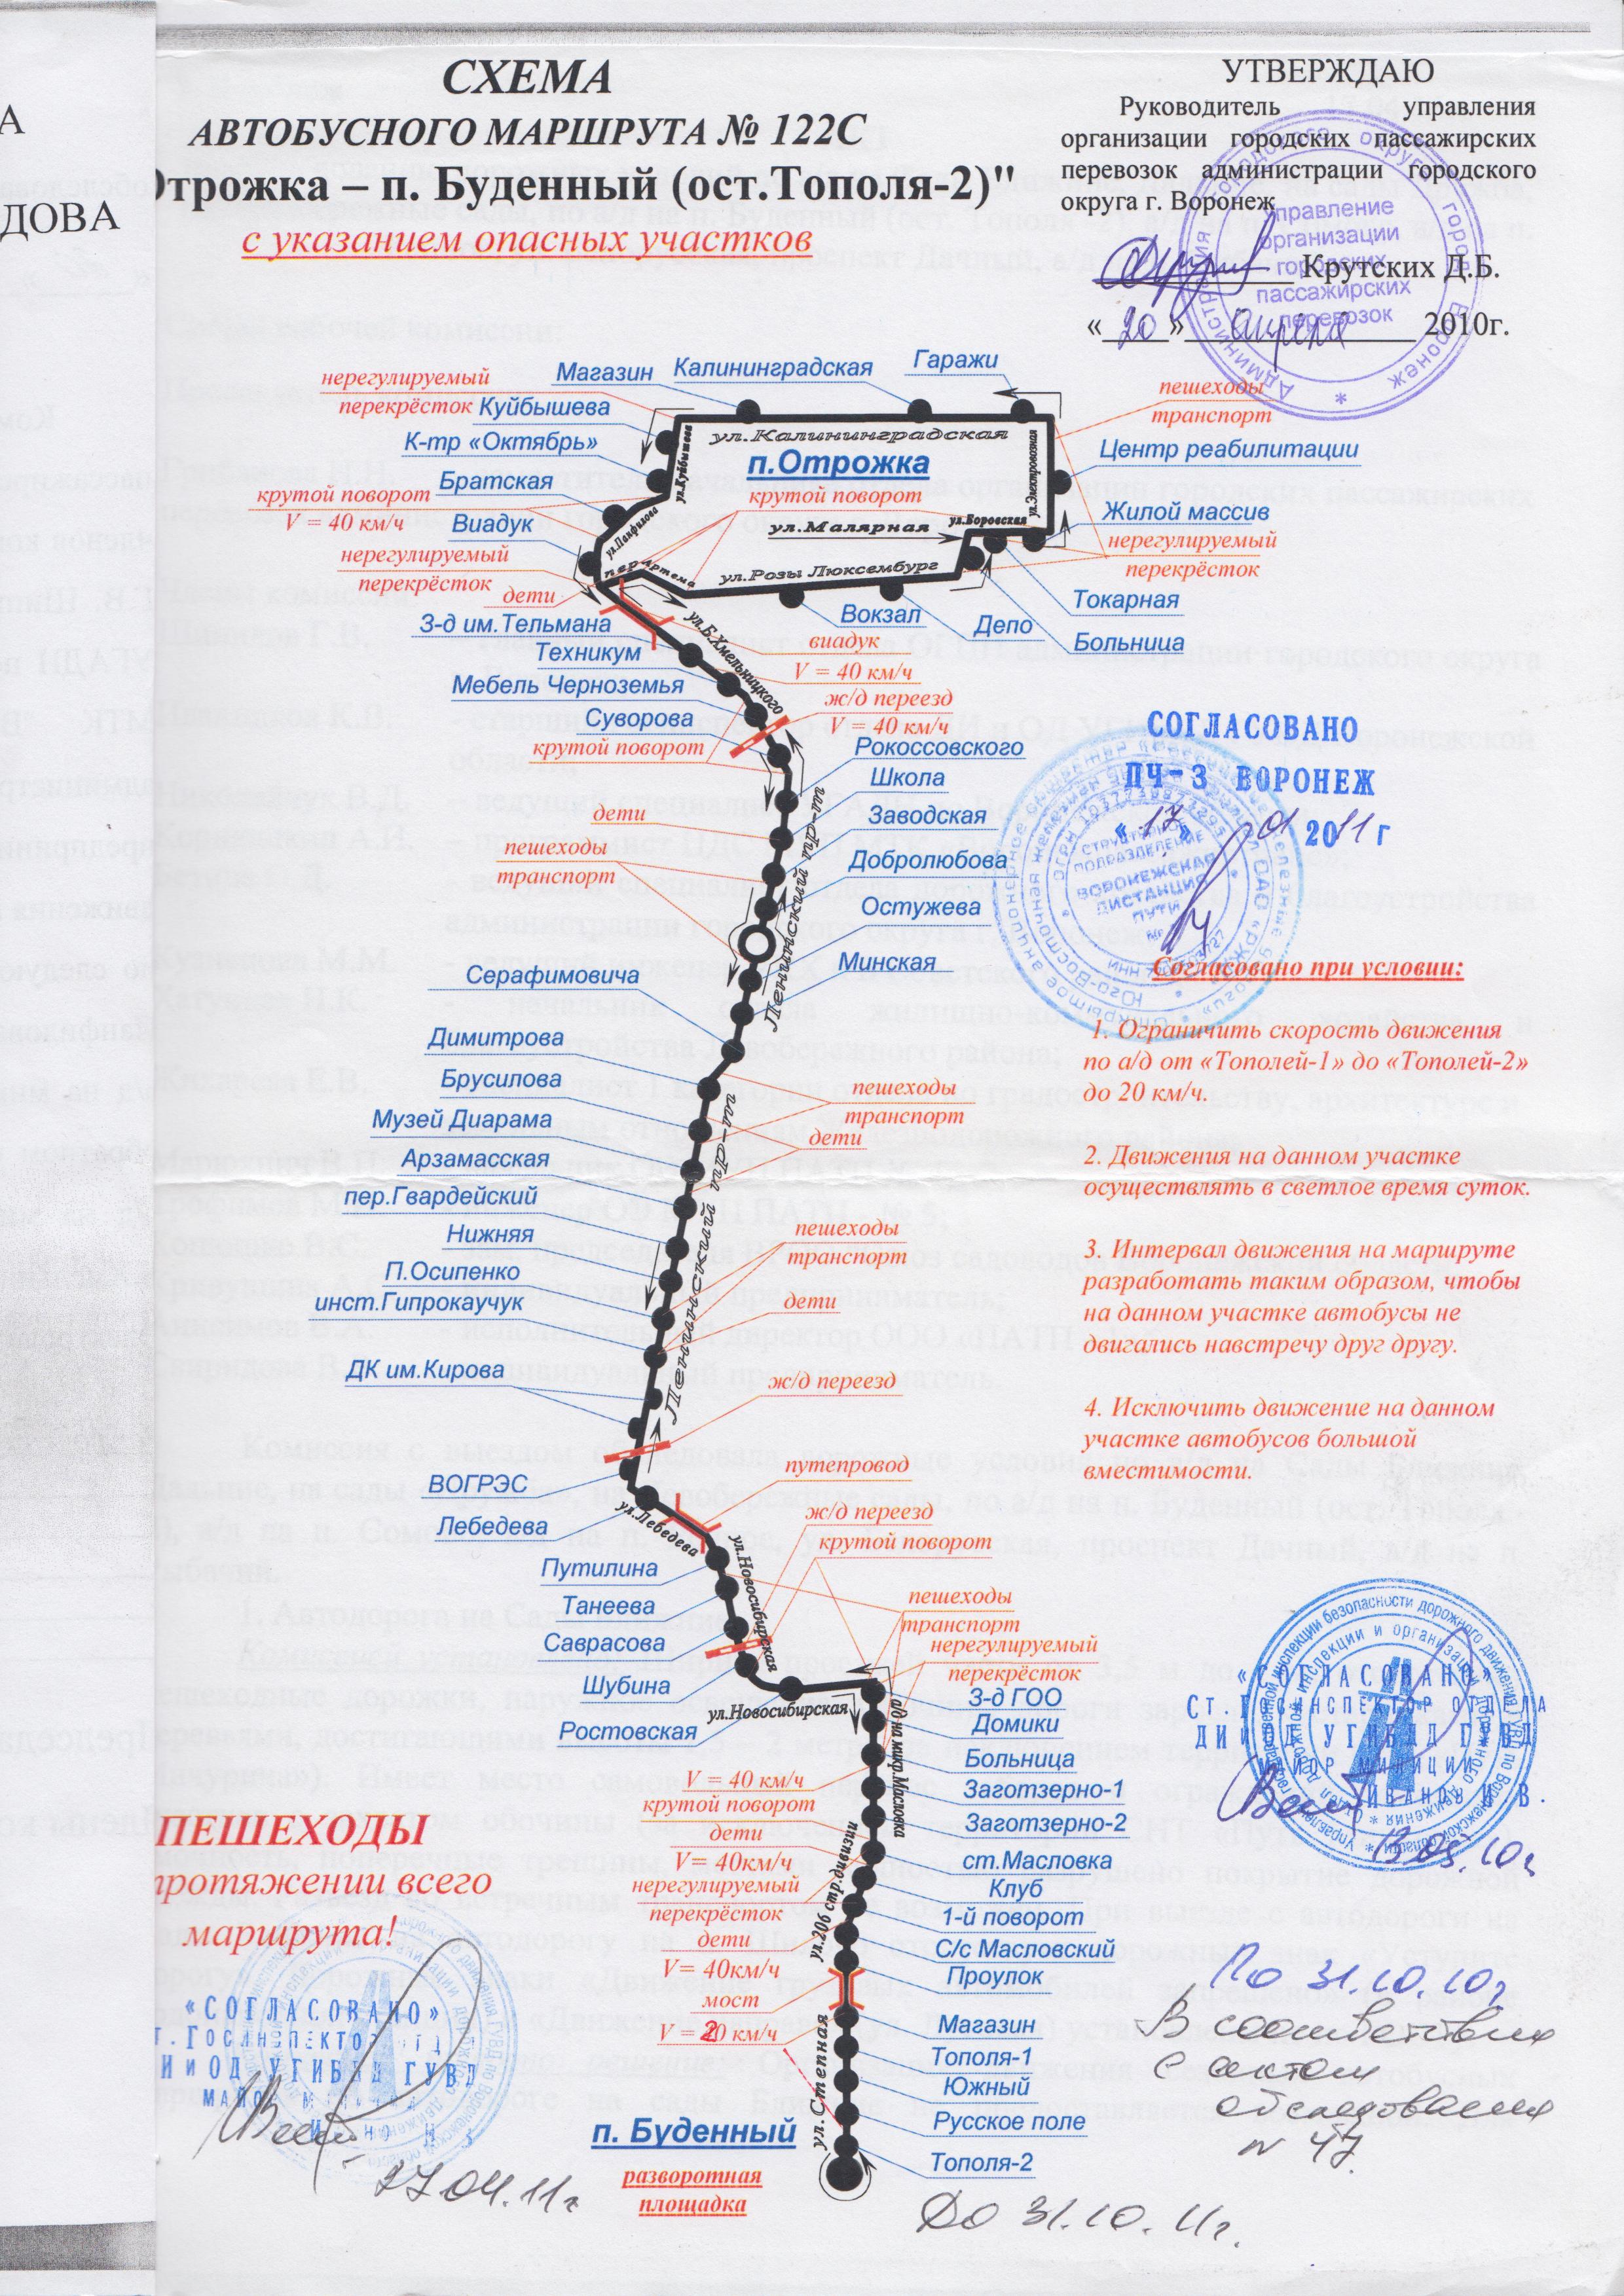 А
ДОВА
СХЕМА
АВТОБУСНОГО МАРШРУТА № 122С
Отрожка – п. Буденный (ост.Тополя-2)"
с указанием опасных участков
УТВЕРЖДАЮ
Руководитель управления
организации городских пассажирских
перевозок администрации городского
округа г. Воронеж
Крутских Д.Б.
«20» апреля 2010г.
управление
организации
городских
пассажирских
перевозок
нерегулируемый
перекрёсток
Магазин
Калининградская
Гаражи
пешеходы
транспорт
Куйбышева
К-тр «Октябрь»
ул.Калининградская
п.Отрожка
ул.Куйбышева
ул.Электровозная
Центр реабилитации
Братская
крутой поворот
V = 40 км/ч
крутой поворот
Виадук
ул.Панфилова
ул.Малярная
ул.Боровская
Жилой массив
нерегулируемый
перекрёсток
нерегулируемый
перекрёсток
пер Артема
ул.Розы Люксембург
дети
Токарная
Вокзал
Депо
Больница
З-д им.Тельмана
ул.Б.Хмельницкого
виадук
V = 40 км/ч
Техникум
Мебель Черноземья
ж/д переезд
V = 40 км/ч
Суворова
крутой поворот
Рокоссовского
Школа
дети
Заводская
пешеходы
транспорт
Добролюбова
Остужева
Ленинский пр-т
Минская
Серафимовича
Димитрова
Брусилова
пешеходы
транспорт
Музей Диарама
дети
Арзамасская
пер.Гвардейский
Нижняя
пешеходы
транспорт
П.Осипенко
инст.Гипрокаучук
дети
Ленинский пр-т
ДК им.Кирова
ж/д переезд
ВОГРЭС
путепровод
Лебедева
ул.Лебедева
ж/д переезд
крутой поворот
Путилина
ул.Новосибирская
Танеева
пешеходы
транспорт
Саврасова
нерегулируемый
перекрёсток
Шубина
З-д ГОО
ул.Новосибирская
Домики
Ростовская
а/д на мкр.Масловка
Больница
V = 40 км/ч
крутой поворот
Заготзерно-1
Заготзерно-2
дети
V= 40км/ч
ст.Масловка
нерегулируемый
перекрёсток
Клуб
ул.206 стр.дивизии
1-й поворот
дети
V= 40км/ч
С/с Масловский
Проулок
мост
V = 20 км/ч
Магазин
Тополя-1
Южный
ул.Степная
Русское поле
п. Буденный
Тополя-2
разворотная
площадка
СОГЛАСОВАНО
ПЧ-3 ВОРОНЕЖ
«17» 01 2011 г
СТРУКТУРНОЕ
ПОДРАЗДЕЛЕНИЕ
ВОРОНЕЖСКАЯ
ДИСТАНЦИЯ
ПУТИ
Согласовано при условии:
1. Ограничить скорость движения
по а/д от «Тополей-1» до «Тополей-2»
до 20 км/ч.
2. Движения на данном участке
осуществлять в светлое время суток.
3. Интервал движения на маршруте
разработать таким образом, чтобы
на данном участке автобусы не
двигались навстречу друг другу.
4. Исключить движение на данном
участке автобусов большой
вместимости.
«СОГЛАСОВАНО»
Ст. Госинспектор отдела
ДИ и ОД УГИБДД ГУВД
майор милиции
Иванов И.В.
ПЕШЕХОДЫ
протяжении всего
маршрута!
«СОГЛАСОВАНО»
т. Госинспектор
И и ОД УГИБДД ГУВД
27.04.11г
По 31.10.10г
В соответствии
с актом
обследования
N 47.
До 31.10.11г.